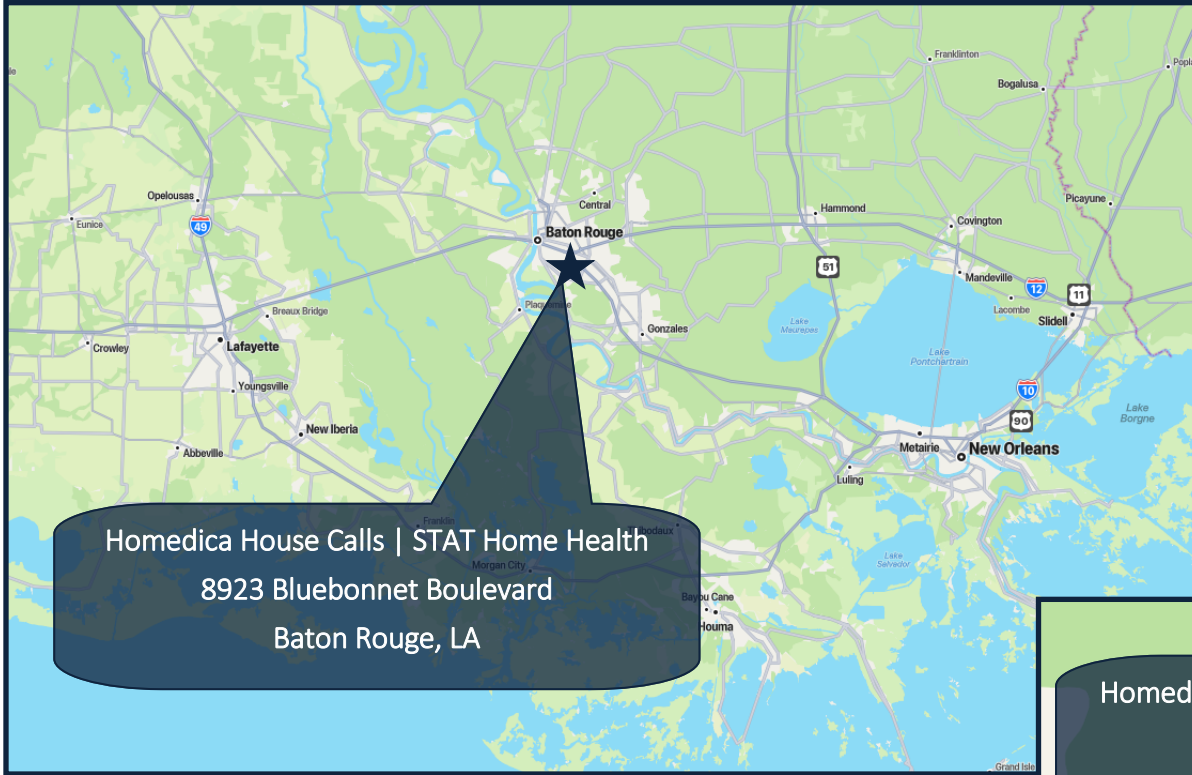 Franklinton
Bogalusa
Opelousas
Eunice
49
Central
Baton Rouge
Hammond
Covington
Picayune
51
Mandeville
12
11
Lacombe
Slidell
Lake
Maurepas
Breaux Bridge
Gonzales
Crowley
Lafayette
Lake
Pontchartrain
Youngsville
10
90
Lake
Borgne
New Iberia
Abbeville
Metairie
New Orleans
Luling
Franklin
Homedica House Calls | STAT Home Health
8923 Bluebonnet Boulevard
Baton Rouge, LA
Morgan City
Lake
Salvador
Bayou Cane
Houma
Homed
Grand Isle